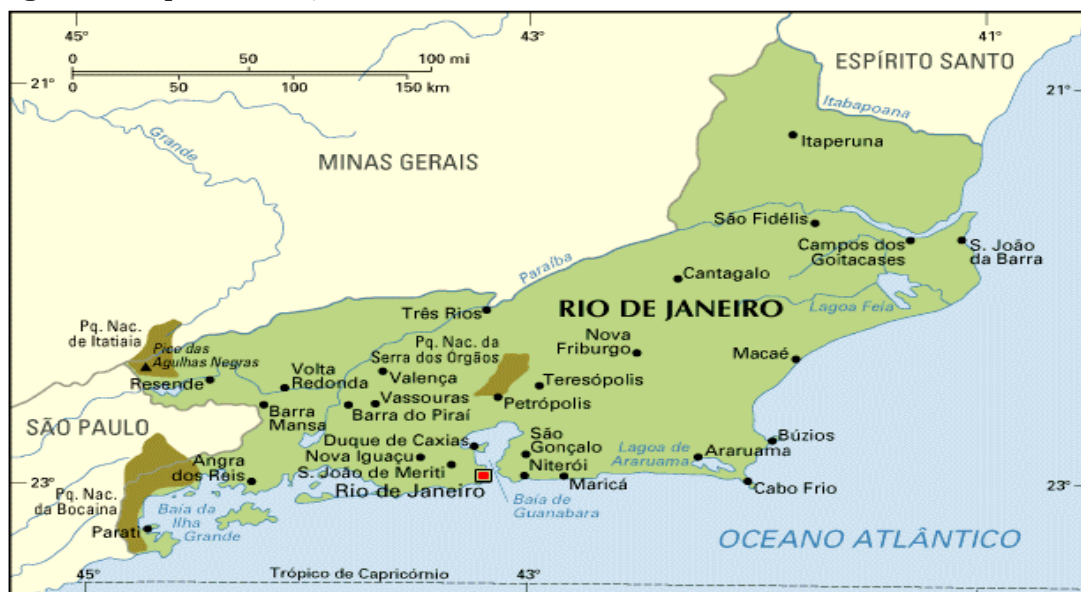 45°
43°
41°
0 50 100 mi
0 50 100 150 km
21°
21°
ESPÍRITO SANTO
Itabapoana
Grande
MINAS GERAIS
Itaperuna
São Fidélis
Campos dos
Goitacases
S. João
da Barra
Paraíba
Cantagalo
Lagoa Feia
Três Rios
RIO DE JANEIRO
Pq. Nac.
de Itatiaia
Pico das
Agulhas Negras
Pq. Nac. da
Serra dos Órgãos
Nova
Friburgo
Macaé
Resende
Volta
Redonda
Valença
Teresópolis
Vassouras
Petrópolis
Barra
Mansa
Barra do Piraí
SÃO PAULO
Duque de Caxias
São
Gonçalo
Lagoa de
Araruama
Araruama
Búzios
Angra
dos Reis
Nova Iguaçu
S. João de Meriti
Niterói
Rio de Janeiro
Maricá
Cabo Frio
23°
23°
Pq. Nac.
da Bocaina
Baía da
Ilha
Grande
Baía de
Guanabara
Parati
OCEANO ATLÂNTICO
Trópico de Capricórnio
45°
43°
41°